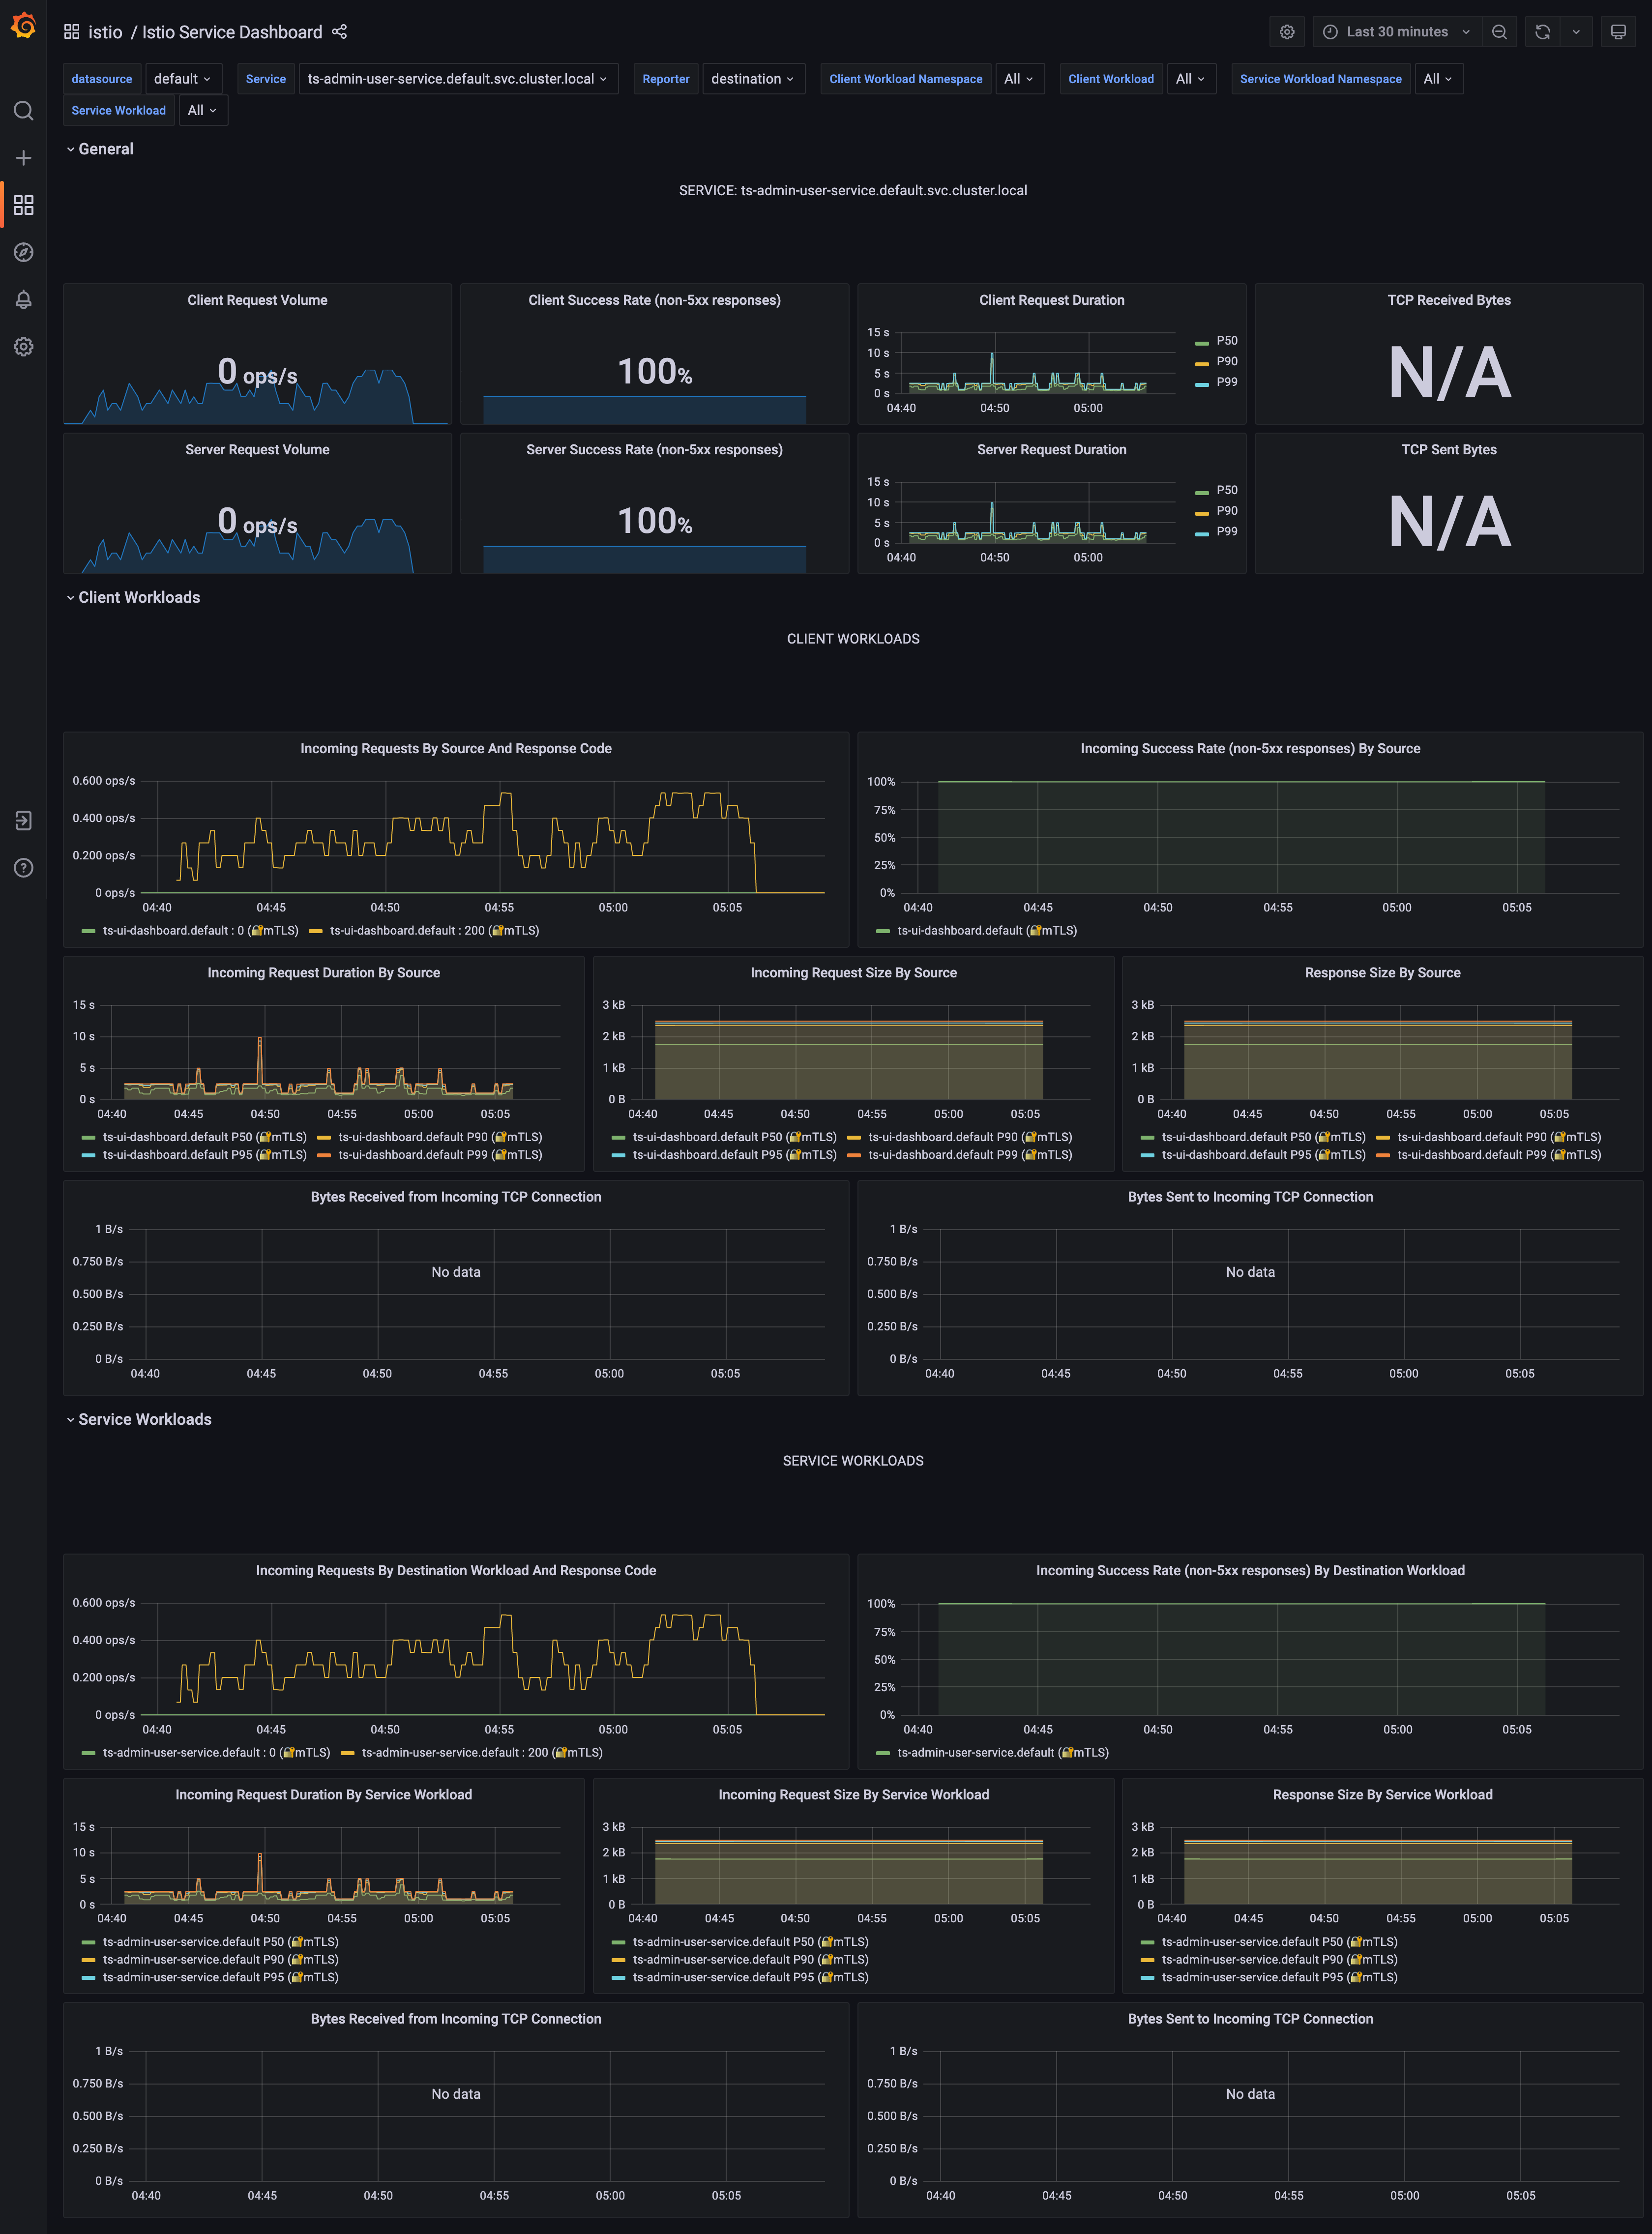 istio / Istio Service Dashboard
Last 30 minutes
datasource default Service ts-admin-user-service.default.svc.cluster.local Reporter destination Client Workload Namespace All Client Workload All Service Workload Namespace All
Service Workload All
General
SERVICE: ts-admin-user-service.default.svc.cluster.local
Client Request Volume
0 ops/s
Client Success Rate (non-5xx responses)
100%
Client Request Duration
15 s
10 s
5 s
0 s
04:40 04:50 05:00
P50
P90
P99
TCP Received Bytes
N/A
Server Request Volume
0 ops/s
Server Success Rate (non-5xx responses)
100%
Server Request Duration
15 s
10 s
5 s
0 s
04:40 04:50 05:00
P50
P90
P99
TCP Sent Bytes
N/A
Client Workloads
CLIENT WORKLOADS
Incoming Requests By Source And Response Code
0.600 ops/s
0.400 ops/s
0.200 ops/s
0 ops/s
04:40 04:45 04:50 04:55 05:00 05:05
ts-ui-dashboard.default : 0 (🔐mTLS) ts-ui-dashboard.default : 200 (🔐mTLS)
Incoming Success Rate (non-5xx responses) By Source
100%
75%
50%
25%
0%
04:40 04:45 04:50 04:55 05:00 05:05
ts-ui-dashboard.default (🔐mTLS)
Incoming Request Duration By Source
15 s
10 s
5 s
0 s
04:40 04:45 04:50 04:55 05:00 05:05
ts-ui-dashboard.default P50 (🔐mTLS) ts-ui-dashboard.default P90 (🔐mTLS)
ts-ui-dashboard.default P95 (🔐mTLS) ts-ui-dashboard.default P99 (🔐mTLS)
Incoming Request Size By Source
3 kB
2 kB
1 kB
0 B
04:40 04:45 04:50 04:55 05:00 05:05
ts-ui-dashboard.default P50 (🔐mTLS) ts-ui-dashboard.default P90 (🔐mTLS)
ts-ui-dashboard.default P95 (🔐mTLS) ts-ui-dashboard.default P99 (🔐mTLS)
Response Size By Source
3 kB
2 kB
1 kB
0 B
04:40 04:45 04:50 04:55 05:00 05:05
ts-ui-dashboard.default P50 (🔐mTLS) ts-ui-dashboard.default P90 (🔐mTLS)
ts-ui-dashboard.default P95 (🔐mTLS) ts-ui-dashboard.default P99 (🔐mTLS)
Bytes Received from Incoming TCP Connection
1 B/s
0.750 B/s
No data
0.500 B/s
0.250 B/s
0 B/s
04:40 04:45 04:50 04:55 05:00 05:05
Bytes Sent to Incoming TCP Connection
1 B/s
0.750 B/s
No data
0.500 B/s
0.250 B/s
0 B/s
04:40 04:45 04:50 04:55 05:00 05:05
Service Workloads
SERVICE WORKLOADS
Incoming Requests By Destination Workload And Response Code
0.600 ops/s
0.400 ops/s
0.200 ops/s
0 ops/s
04:40 04:45 04:50 04:55 05:00 05:05
ts-admin-user-service.default : 0 (🔐mTLS) ts-admin-user-service.default : 200 (🔐mTLS)
Incoming Success Rate (non-5xx responses) By Destination Workload
100%
75%
50%
25%
0%
04:40 04:45 04:50 04:55 05:00 05:05
ts-admin-user-service.default (🔐mTLS)
Incoming Request Duration By Service Workload
15 s
10 s
5 s
0 s
04:40 04:45 04:50 04:55 05:00 05:05
ts-admin-user-service.default P50 (🔐mTLS)
ts-admin-user-service.default P90 (🔐mTLS)
ts-admin-user-service.default P95 (🔐mTLS)
Incoming Request Size By Service Workload
3 kB
2 kB
1 kB
0 B
04:40 04:45 04:50 04:55 05:00 05:05
ts-admin-user-service.default P50 (🔐mTLS)
ts-admin-user-service.default P90 (🔐mTLS)
ts-admin-user-service.default P95 (🔐mTLS)
Response Size By Service Workload
3 kB
2 kB
1 kB
0 B
04:40 04:45 04:50 04:55 05:00 05:05
ts-admin-user-service.default P50 (🔐mTLS)
ts-admin-user-service.default P90 (🔐mTLS)
ts-admin-user-service.default P95 (🔐mTLS)
Bytes Received from Incoming TCP Connection
1 B/s
0.750 B/s
No data
0.500 B/s
0.250 B/s
0 B/s
04:40 04:45 04:50 04:55 05:00 05:05
Bytes Sent to Incoming TCP Connection
1 B/s
0.750 B/s
No data
0.500 B/s
0.250 B/s
0 B/s
04:40 04:45 04:50 04:55 05:00 05:05